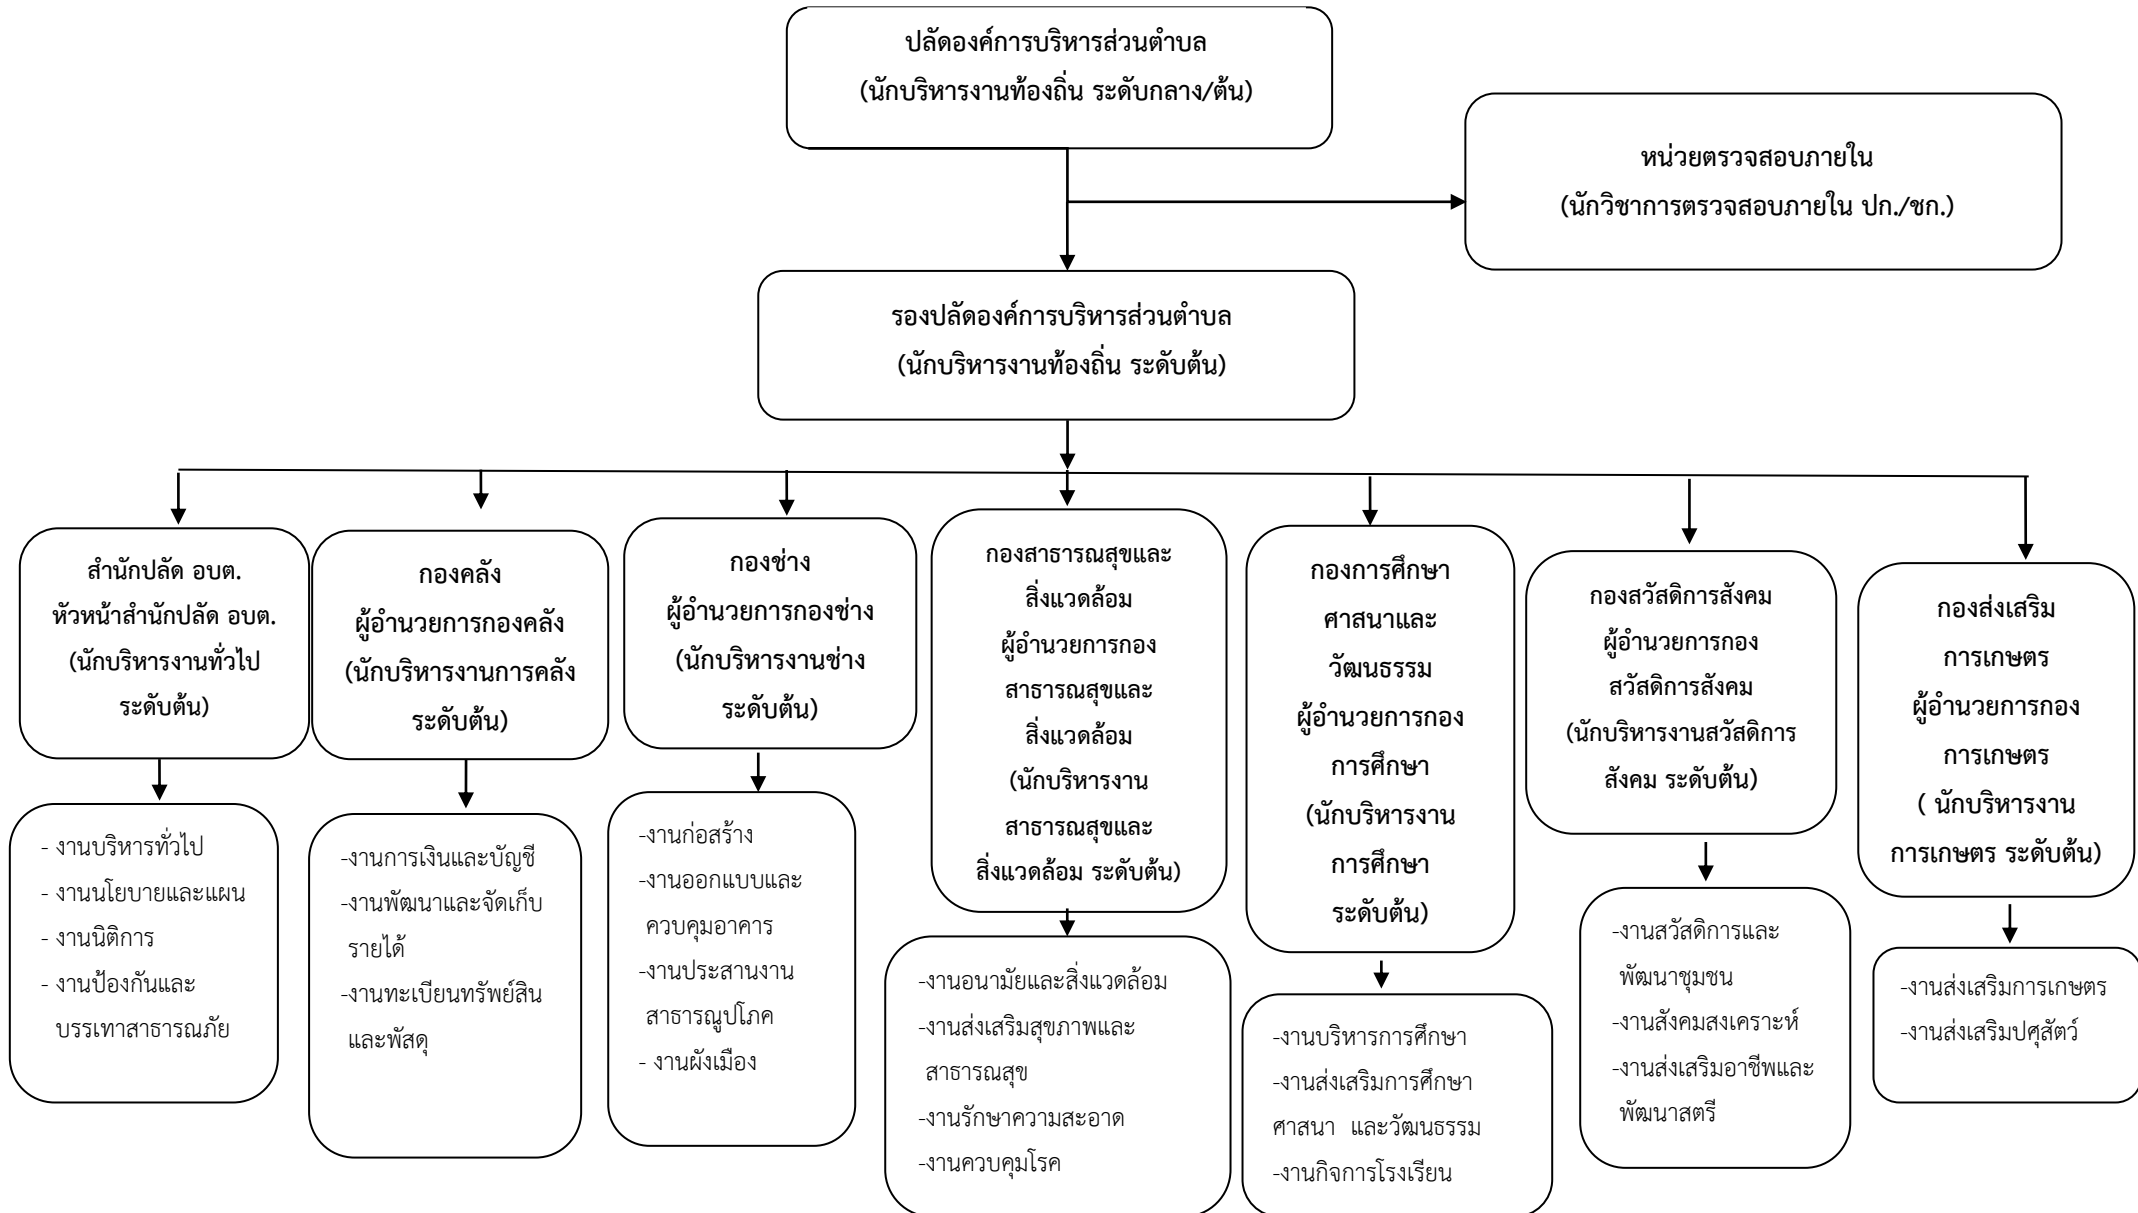 ปลัดองค์การบริหารส่วนตำบล
(นักบริหารงานท้องถิ่น ระดับกลาง/ต้น)
หน่วยตรวจสอบภายใน
(นักวิชาการตรวจสอบภายใน ปก./ชก.)
รองปลัดองค์การบริหารส่วนตำบล
(นักบริหารงานท้องถิ่น ระดับต้น)
สำนักปลัด อบต.
หัวหน้าสำนักปลัด อบต.
(นักบริหารงานทั่วไป
ระดับต้น)
กองคลัง
ผู้อำนวยการกองคลัง
(นักบริหารงานการคลัง
ระดับต้น)
กองช่าง
ผู้อำนวยการกองช่าง
(นักบริหารงานช่าง
ระดับต้น)
กองสาธารณสุขและ
สิ่งแวดล้อม
ผู้อำนวยการกอง
สาธารณสุขและ
สิ่งแวดล้อม
(นักบริหารงาน
สาธารณสุขและ
สิ่งแวดล้อม ระดับต้น)
กองการศึกษา
ศาสนาและ
วัฒนธรรม
ผู้อำนวยการกอง
การศึกษา
(นักบริหารงาน
การศึกษา
ระดับต้น)
กองสวัสดิการสังคม
ผู้อำนวยการกอง
สวัสดิการสังคม
(นักบริหารงานสวัสดิการ
สังคม ระดับต้น)
กองส่งเสริม
การเกษตร
ผู้อำนวยการกอง
การเกษตร
( นักบริหารงาน
การเกษตร ระดับต้น)
- งานบริหารทั่วไป
- งานนโยบายและแผน
- งานนิติการ
- งานป้องกันและ
บรรเทาสาธารณภัย
-งานการเงินและบัญชี
-งานพัฒนาและจัดเก็บ
รายได้
-งานทะเบียนทรัพย์สิน
และพัสดุ
-งานก่อสร้าง
-งานออกแบบและ
ควบคุมอาคาร
-งานประสานงาน
สาธารณูปโภค
- งานผังเมือง
-งานอนามัยและสิ่งแวดล้อม
-งานส่งเสริมสุขภาพและ
สาธารณสุข
-งานรักษาความสะอาด
-งานควบคุมโรค
-งานบริหารการศึกษา
-งานส่งเสริมการศึกษา
ศาสนา และวัฒนธรรม
-งานกิจการโรงเรียน
-งานสวัสดิการและ
พัฒนาชุมชน
-งานสังคมสงเคราะห์
-งานส่งเสริมอาชีพและ
พัฒนาสตรี
-งานส่งเสริมการเกษตร
-งานส่งเสริมปศุสัตว์